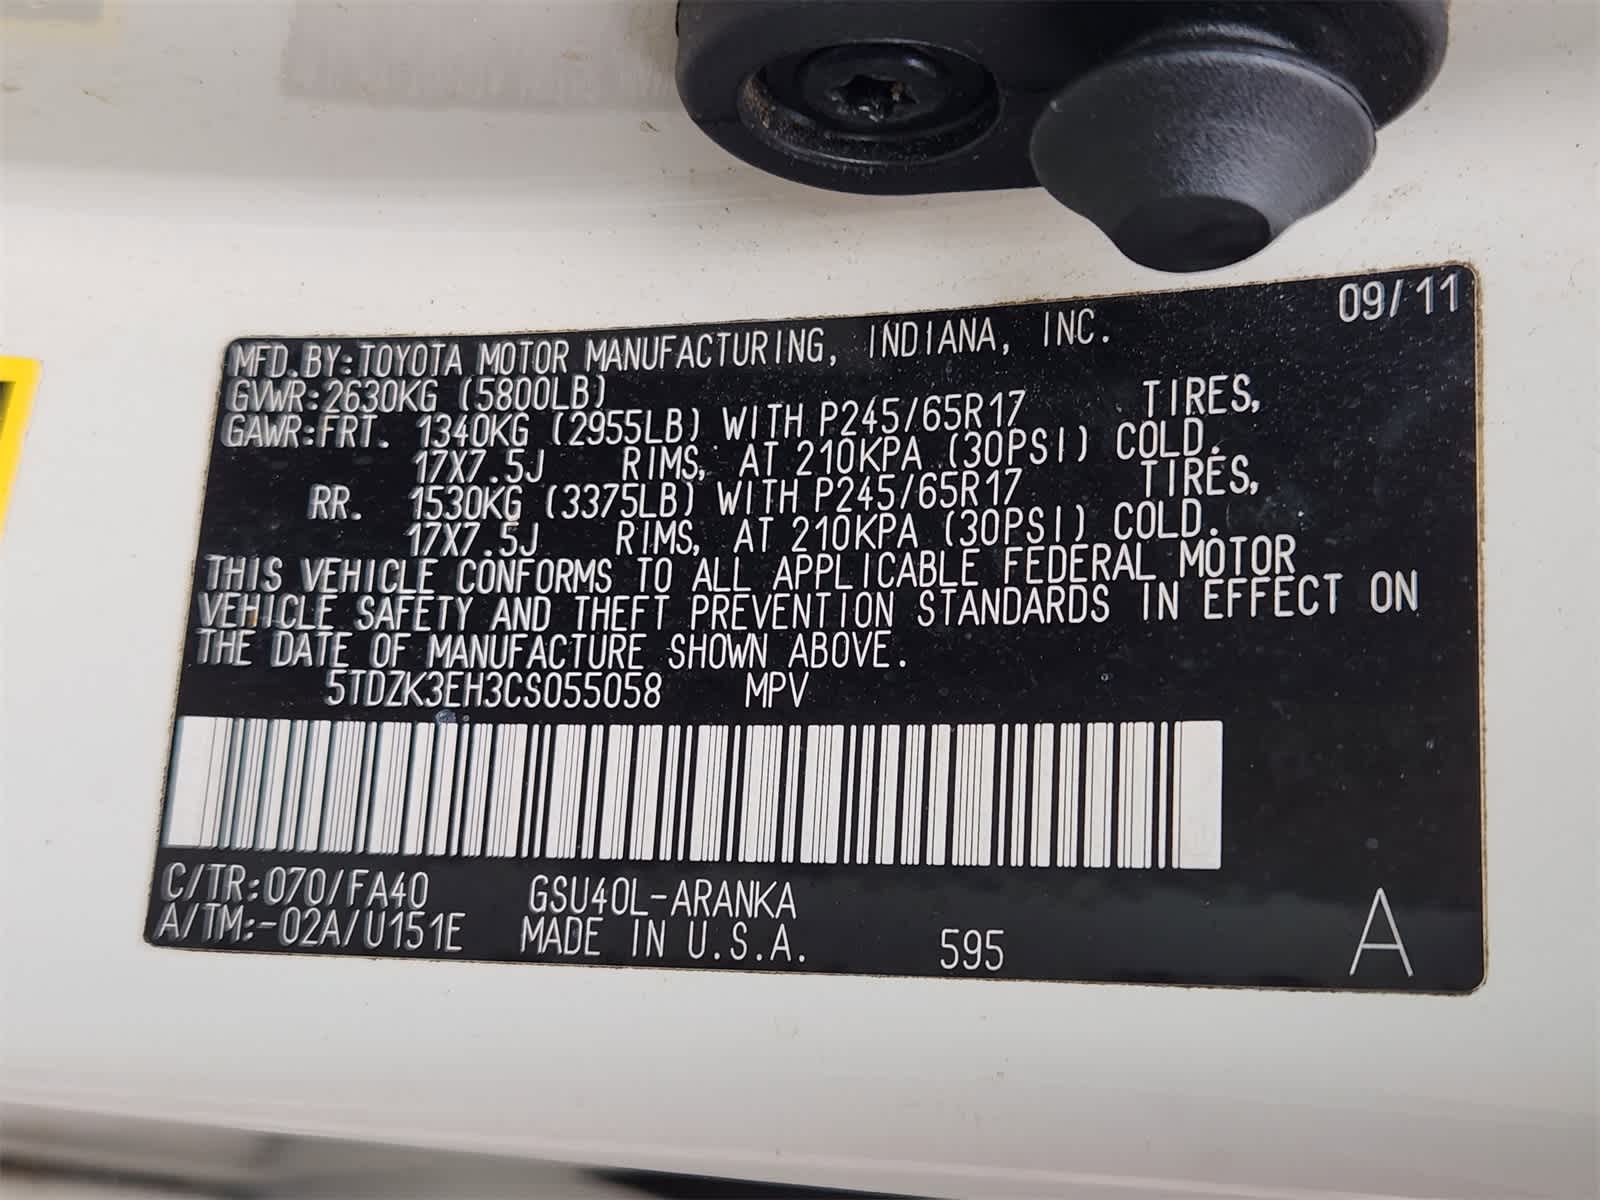 09/11
MFD.BY:TOYOTA MOTOR MANUFACTURING, INDIANA, INC.
GVWR:2630KG (5800LB)
GAWR:FRT. 1340KG (2955LB) WITH P245/65R17 TIRES,
17X7.5J RIMS, AT 210KPA (30PSI) COLD.
RR. 1530KG (3375LB) WITH P245/65R17 TIRES,
17X7.5J RIMS, AT 210KPA (30PSI) COLD.
THIS VEHICLE CONFORMS TO ALL APPLICABLE FEDERAL MOTOR
VEHICLE SAFETY AND THEFT PREVENTION STANDARDS IN EFFECT ON
THE DATE OF MANUFACTURE SHOWN ABOVE.
5TDZK3EH3CS055058 MPV
C/TR:070/FA40 GSU40L-ARANKA
A/TM:-02A/U151E MADE IN U.S.A. 595 A